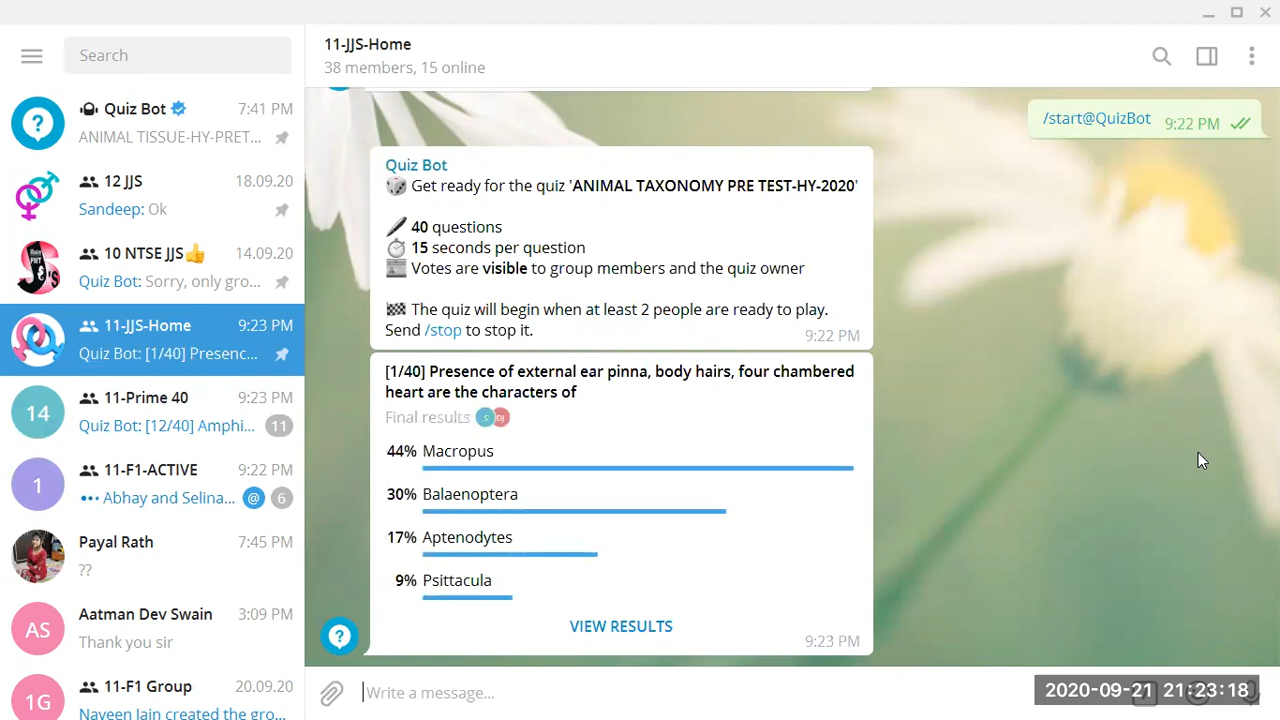 Search
Quiz Bot 7:41 PM
ANIMAL TISSUE-HY-PRET...
12 JJS 18.09.20
Sandeep: Ok
10 NTSE JJS👍 14.09.20
Quiz Bot: Sorry, only gro...
11-JJS-Home 9:23 PM
Quiz Bot: [1/40] Presenc...
14
11-Prime 40 9:23 PM
Quiz Bot: [12/40] Amphi... 11
1
11-F1-ACTIVE 9:22 PM
Abhay and Selina... @ 6
Payal Rath 7:45 PM
??
AS
Aatman Dev Swain 3:09 PM
Thank you sir
1G
11-F1 Group 20.09.20
Naveen Jain created the gro...
11-JJS-Home
38 members, 15 online
/start@QuizBot 9:22 PM
Quiz Bot
🎲 Get ready for the quiz 'ANIMAL TAXONOMY PRE TEST-HY-2020'
🖊 40 questions
⏱ 15 seconds per question
📰 Votes are visible to group members and the quiz owner
🏁 The quiz will begin when at least 2 people are ready to play.
Send /stop to stop it.
9:22 PM
[1/40] Presence of external ear pinna, body hairs, four chambered
heart are the characters of
Final results
44% Macropus
30% Balaenoptera
17% Aptenodytes
9% Psittacula
VIEW RESULTS
9:23 PM
Write a message...
2020-09-21 21:23:18